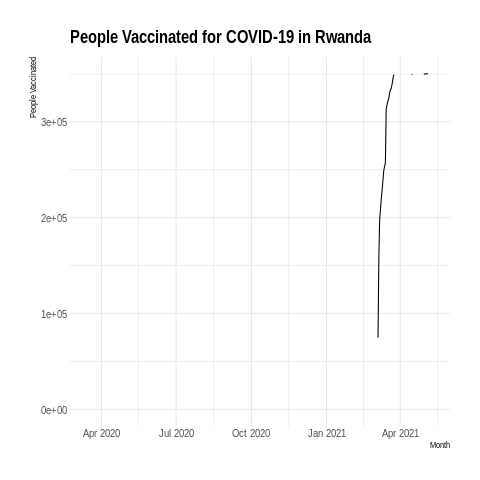 People Vaccinated for COVID-19 in Rwanda
People Vaccinated
3e+05
2e+05
1e+05
0e+00
Apr 2020 Jul 2020 Oct 2020 Jan 2021 Apr 2021
Month